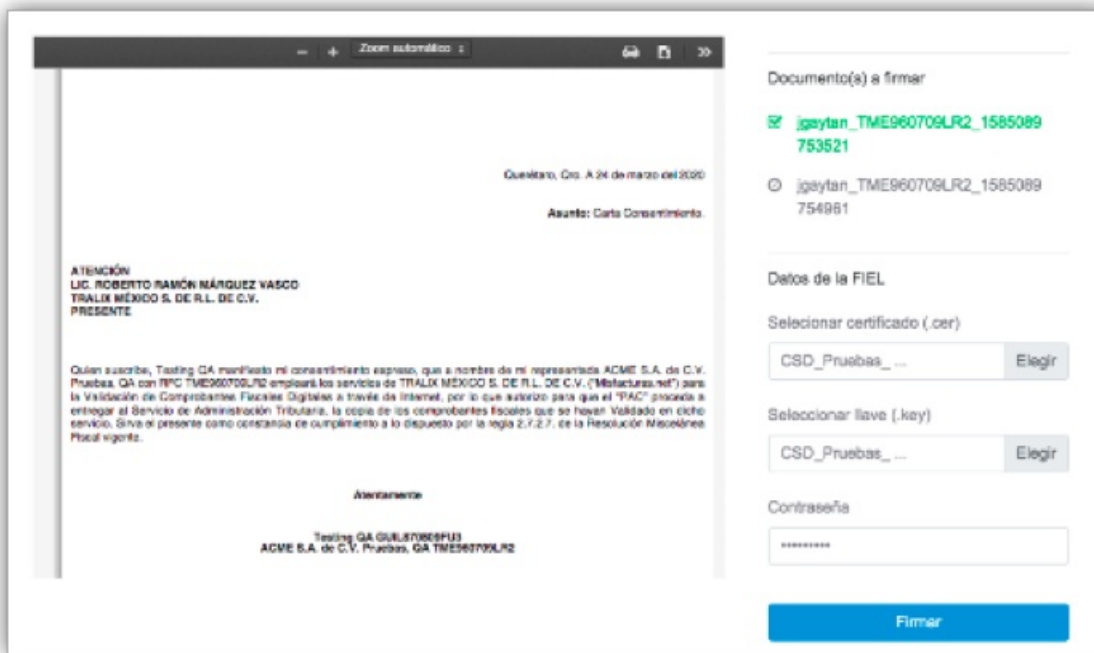 Zoom automático
Querétaro, Qro. A 24 de marzo del 2020
Asunto: Carta Consentimiento.
ATENCIÓN
LIC. ROBERTO RAMÓN MÁRQUEZ VASCO
TRALIX MÉXICO S. DE R.L. DE C.V.
PRESENTE
Quien suscribe, Testing QA manifiesto mi consentimiento expreso, que a nombre de mi representada ACME S.A. de C.V.
Pruebas, QA con RFC TME960709LR2 emplearé los servicios de TRALIX MÉXICO S. DE R.L. DE C.V. ("Misfacturas.net") para
la Validación de Comprobantes Fiscales Digitales a través de Internet, por lo que autorizo para que el "PAC" proceda a
entregar al Servicio de Administración Tributaria, la copia de los comprobantes fiscales que se hayan Validado en dicho
servicio. Sirva el presente como constancia de cumplimiento a lo dispuesto por la regla 2.7.2.7. de la Resolución Miscelánea
Fiscal vigente.
Atentamente
Testing QA GUIL870809FU3
ACME S.A. de C.V. Pruebas, QA TME960709LR2
Documento(s) a firmar
jgaytan_TME960709LR2_1585089
753521
jgaytan_TME960709LR2_1585089
754981
Datos de la FIEL
Selecionar certificado (.cer)
CSD_Pruebas_ ...
Elegir
Seleccionar llave (.key)
CSD_Pruebas_ ...
Elegir
Contraseña
Firmar